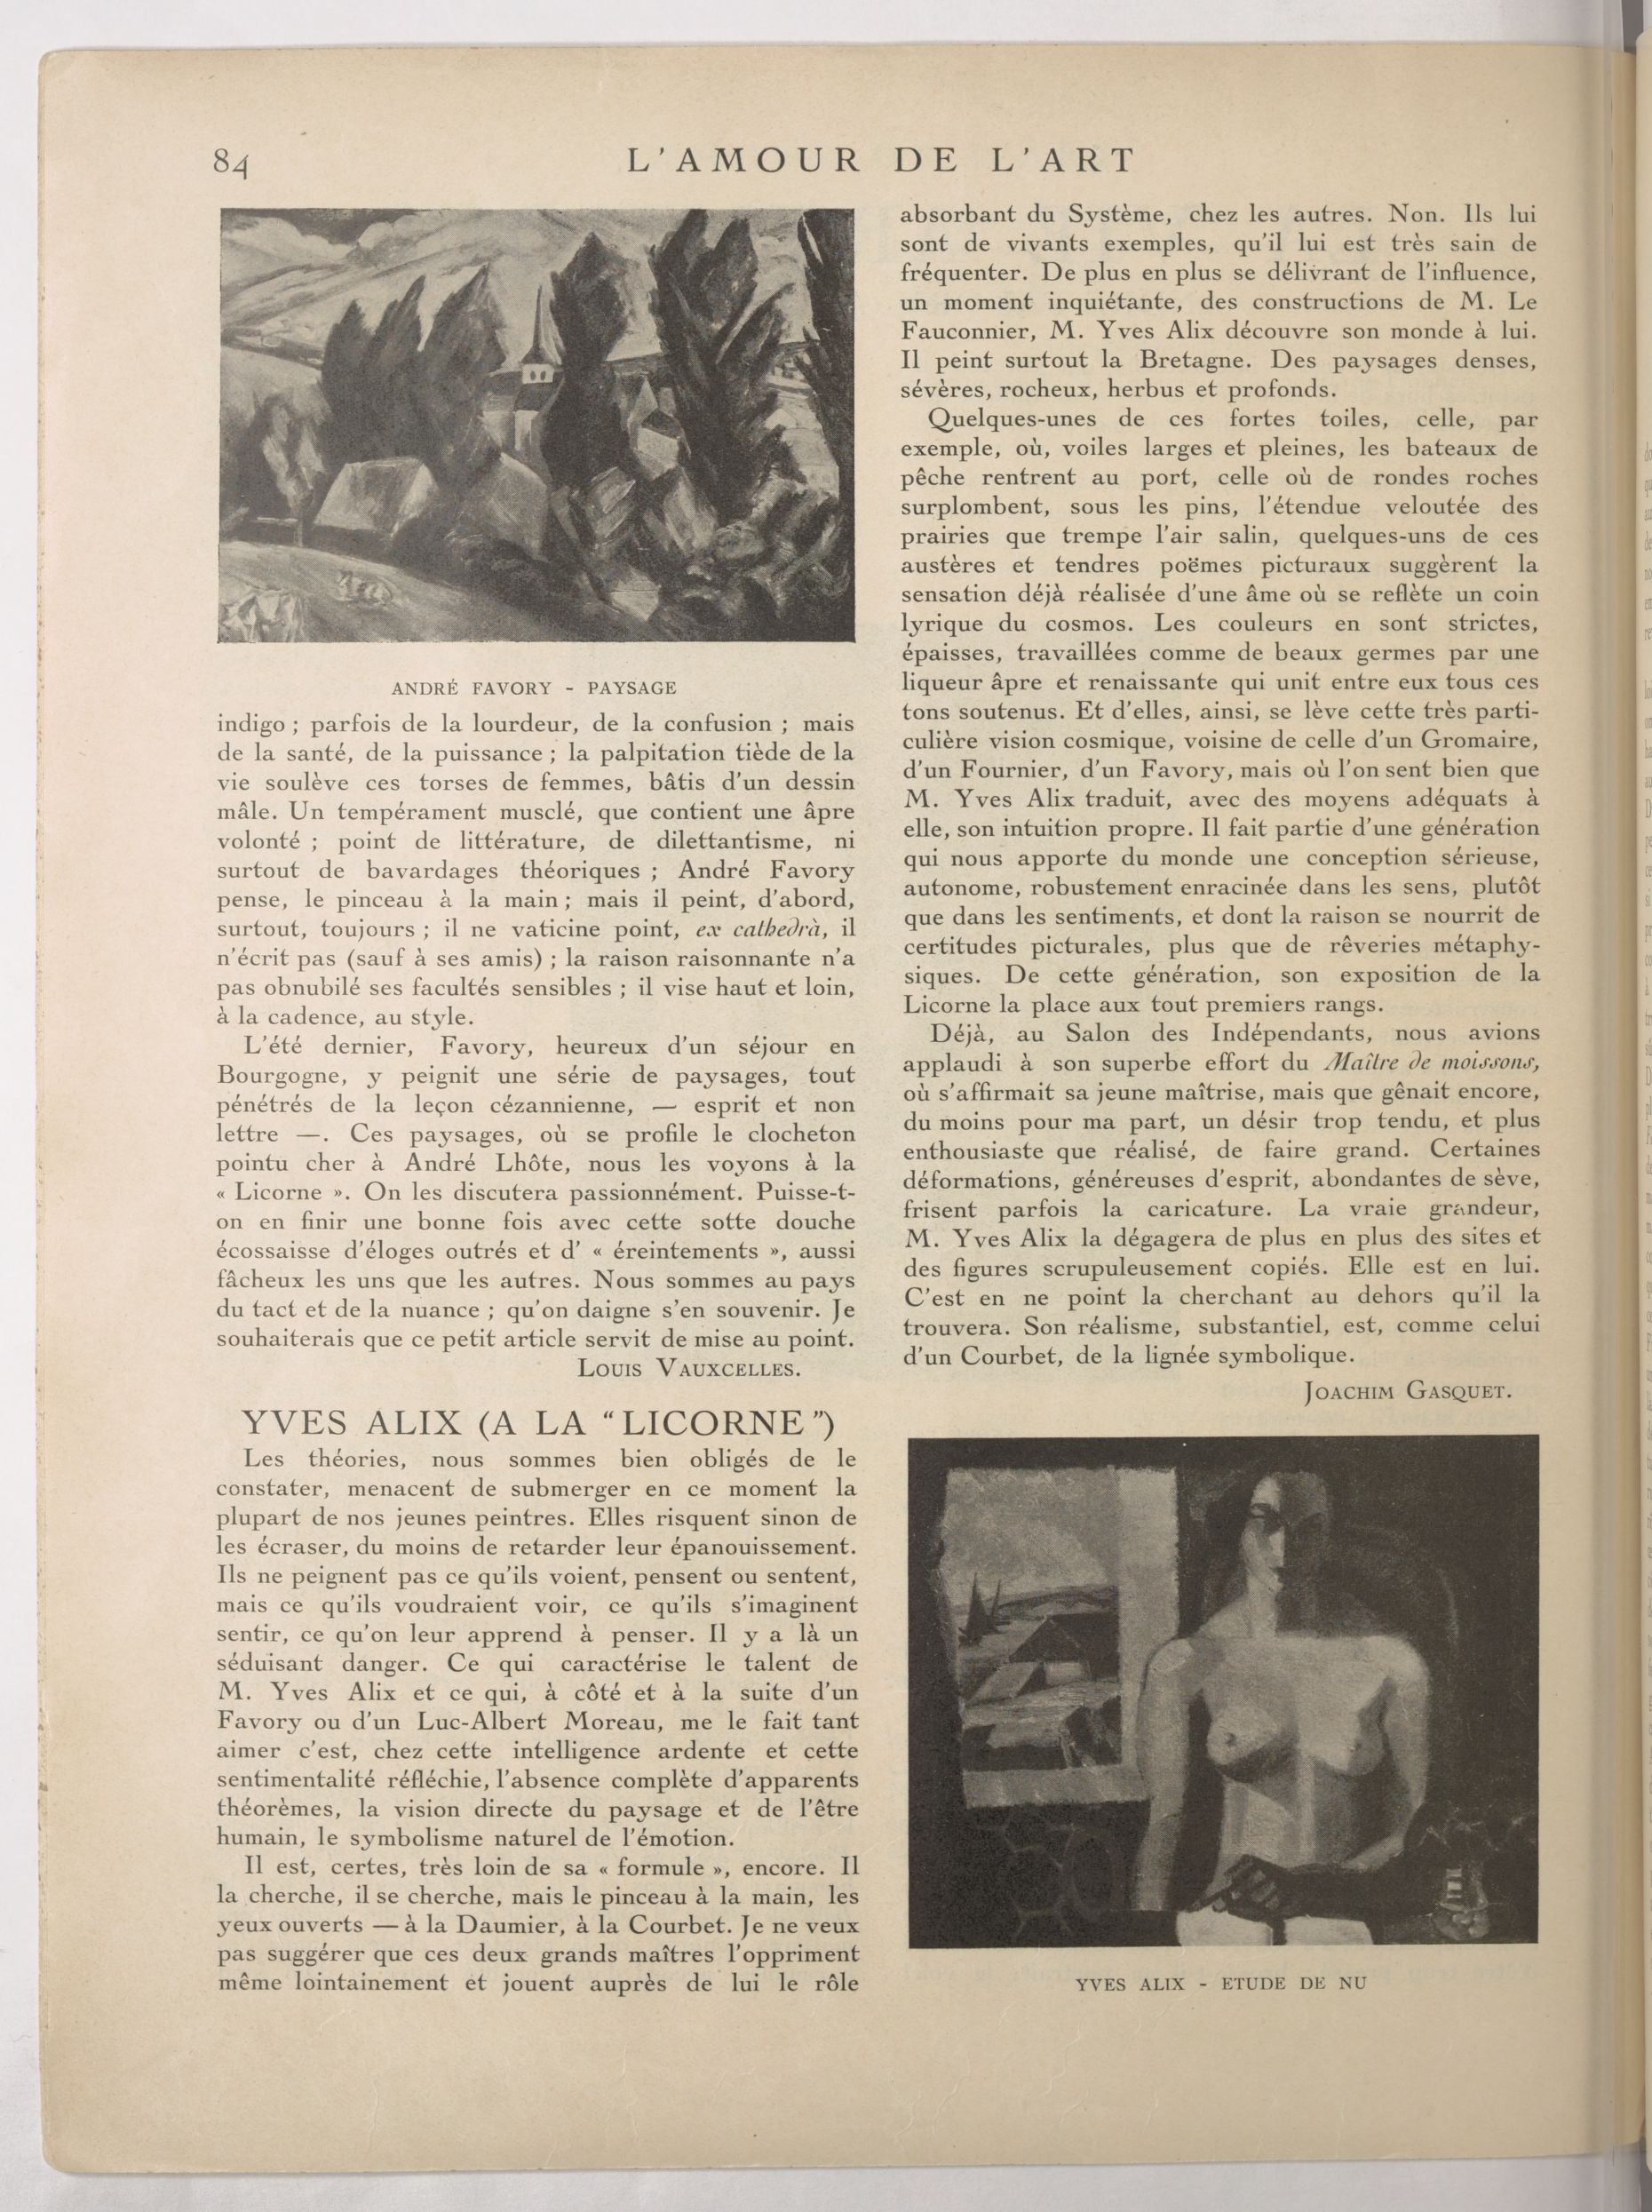 84
L'AMOUR DE L'ART
ANDRÉ FAVORY - PAYSAGE
indigo ; parfois de la lourdeur, de la confusion ; mais
de la santé, de la puissance ; la palpitation tiède de la
vie soulève ces torses de femmes, bâtis d'un dessin
mâle. Un tempérament musclé, que contient une âpre
volonté ; point de littérature, de dilettantisme, ni
surtout de bavardages théoriques ; André Favory
pense, le pinceau à la main ; mais il peint, d'abord,
surtout, toujours ; il ne vaticine point, ex cathedrà, il
n'écrit pas (sauf à ses amis) ; la raison raisonnante n'a
pas obnubilé ses facultés sensibles ; il vise haut et loin,
à la cadence, au style.
L'été dernier, Favory, heureux d'un séjour en
Bourgogne, y peignit une série de paysages, tout
pénétrés de la leçon cézannienne, — esprit et non
lettre —. Ces paysages, où se profile le clocheton
pointu cher à André Lhôte, nous les voyons à la
« Licorne ». On les discutera passionnément. Puisse-t-
on en finir une bonne fois avec cette sotte douche
écossaisse d'éloges outrés et d' « éreintements », aussi
fâcheux les uns que les autres. Nous sommes au pays
du tact et de la nuance ; qu'on daigne s'en souvenir. Je
souhaiterais que ce petit article servit de mise au point.
LOUIS VAUXCELLES.
YVES ALIX (A LA “LICORNE”)
Les théories, nous sommes bien obligés de le
constater, menacent de submerger en ce moment la
plupart de nos jeunes peintres. Elles risquent sinon de
les écraser, du moins de retarder leur épanouissement.
Ils ne peignent pas ce qu'ils voient, pensent ou sentent,
mais ce qu'ils voudraient voir, ce qu'ils s'imaginent
sentir, ce qu'on leur apprend à penser. Il y a là un
séduisant danger. Ce qui caractérise le talent de
M. Yves Alix et ce qui, à côté et à la suite d'un
Favory ou d'un Luc-Albert Moreau, me le fait tant
aimer c'est, chez cette intelligence ardente et cette
sentimentalité réfléchie, l'absence complète d'apparents
théorèmes, la vision directe du paysage et de l'être
humain, le symbolisme naturel de l'émotion.
Il est, certes, très loin de sa « formule », encore. Il
la cherche, il se cherche, mais le pinceau à la main, les
yeux ouverts — à la Daumier, à la Courbet. Je ne veux
pas suggérer que ces deux grands maîtres l'oppriment
même lointainement et jouent auprès de lui le rôle
absorbant du Système, chez les autres. Non. Ils lui
sont de vivants exemples, qu'il lui est très sain de
fréquenter. De plus en plus se délivrant de l'influence,
un moment inquiétante, des constructions de M. Le
Fauconnier, M. Yves Alix découvre son monde à lui.
Il peint surtout la Bretagne. Des paysages denses,
sévères, rocheux, herbus et profonds.
Quelques-unes de ces fortes toiles, celle, par
exemple, où, voiles larges et pleines, les bateaux de
pêche rentrent au port, celle où de rondes roches
surplombent, sous les pins, l'étendue veloutée des
prairies que trempe l'air salin, quelques-uns de ces
austères et tendres poëmes picturaux suggèrent la
sensation déjà réalisée d'une âme où se reflète un coin
lyrique du cosmos. Les couleurs en sont strictes,
épaisses, travaillées comme de beaux germes par une
liqueur âpre et renaissante qui unit entre eux tous ces
tons soutenus. Et d'elles, ainsi, se lève cette très parti-
culière vision cosmique, voisine de celle d'un Gromaire,
d'un Fournier, d'un Favory, mais où l'on sent bien que
M. Yves Alix traduit, avec des moyens adéquats à
elle, son intuition propre. Il fait partie d'une génération
qui nous apporte du monde une conception sérieuse,
autonome, robustement enracinée dans les sens, plutôt
que dans les sentiments, et dont la raison se nourrit de
certitudes picturales, plus que de rêveries métaphy-
siques. De cette génération, son exposition de la
Licorne la place aux tout premiers rangs.
Déjà, au Salon des Indépendants, nous avions
applaudi à son superbe effort du Maître de moissons,
où s'affirmait sa jeune maîtrise, mais que gênait encore,
du moins pour ma part, un désir trop tendu, et plus
enthousiaste que réalisé, de faire grand. Certaines
déformations, généreuses d'esprit, abondantes de sève,
frisent parfois la caricature. La vraie grandeur,
M. Yves Alix la dégagera de plus en plus des sites et
des figures scrupuleusement copiés. Elle est en lui.
C'est en ne point la cherchant au dehors qu'il la
trouvera. Son réalisme, substantiel, est, comme celui
d'un Courbet, de la lignée symbolique.
JOACHIM GASQUET.
YVES ALIX - ETUDE DE NU